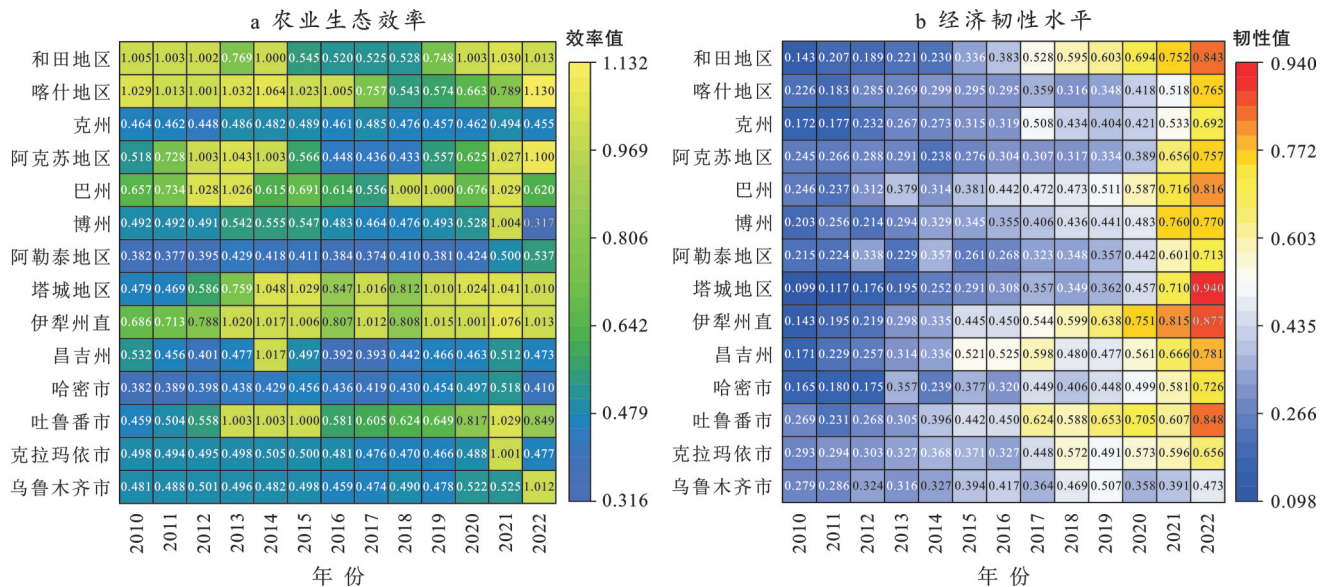 a 农业生态效率
效率值
和田地区 1.005 1.003 1.002 0.769 1.000 0.545 0.520 0.525 0.528 0.748 1.003 1.030 1.013
喀什地区 1.029 1.013 1.001 1.032 1.064 1.023 1.005 0.757 0.543 0.574 0.663 0.789 1.130
克州 0.464 0.462 0.448 0.486 0.482 0.489 0.461 0.485 0.476 0.457 0.462 0.494 0.455
阿克苏地区 0.518 0.728 1.003 1.043 1.003 0.566 0.448 0.436 0.433 0.557 0.625 1.027 1.100
巴州 0.657 0.734 1.028 1.026 0.615 0.691 0.614 0.556 1.000 1.000 0.676 1.029 0.620
博州 0.492 0.492 0.491 0.542 0.555 0.547 0.483 0.464 0.476 0.493 0.528 1.004 0.317
阿勒泰地区 0.382 0.377 0.395 0.429 0.418 0.411 0.384 0.374 0.410 0.381 0.424 0.500 0.537
塔城地区 0.479 0.469 0.586 0.759 1.048 1.029 0.847 1.016 0.812 1.010 1.024 1.041 1.010
伊犁州直 0.686 0.713 0.788 1.020 1.017 1.006 0.807 1.012 0.808 1.015 1.001 1.076 1.013
昌吉州 0.532 0.456 0.401 0.477 1.017 0.497 0.392 0.393 0.442 0.466 0.463 0.512 0.473
哈密市 0.382 0.389 0.398 0.438 0.429 0.456 0.436 0.419 0.430 0.454 0.497 0.518 0.410
吐鲁番市 0.459 0.504 0.558 1.003 1.003 1.000 0.581 0.605 0.624 0.649 0.817 1.029 0.849
克拉玛依市 0.498 0.494 0.495 0.498 0.505 0.500 0.481 0.476 0.470 0.466 0.488 1.001 0.477
乌鲁木齐市 0.481 0.488 0.501 0.496 0.482 0.498 0.459 0.474 0.490 0.478 0.522 0.525 1.012
2010 2011 2012 2013 2014 2015 2016 2017 2018 2019 2020 2021 2022
年 份
1.132
0.969
0.806
0.642
0.479
0.316
b 经济韧性水平
韧性值
和田地区 0.143 0.207 0.189 0.221 0.230 0.336 0.383 0.528 0.595 0.603 0.694 0.752 0.843
喀什地区 0.226 0.183 0.285 0.269 0.299 0.295 0.295 0.359 0.316 0.348 0.418 0.518 0.765
克州 0.172 0.177 0.232 0.267 0.273 0.315 0.319 0.508 0.434 0.404 0.421 0.533 0.692
阿克苏地区 0.245 0.266 0.288 0.291 0.238 0.276 0.304 0.307 0.317 0.334 0.389 0.656 0.757
巴州 0.246 0.237 0.312 0.379 0.314 0.381 0.442 0.472 0.473 0.511 0.587 0.716 0.816
博州 0.203 0.256 0.214 0.294 0.329 0.345 0.355 0.406 0.436 0.441 0.483 0.760 0.770
阿勒泰地区 0.215 0.224 0.338 0.229 0.357 0.261 0.268 0.323 0.348 0.357 0.442 0.601 0.713
塔城地区 0.099 0.117 0.176 0.195 0.252 0.291 0.308 0.357 0.349 0.362 0.457 0.710 0.940
伊犁州直 0.143 0.195 0.219 0.298 0.335 0.445 0.450 0.544 0.599 0.638 0.751 0.815 0.877
昌吉州 0.171 0.229 0.257 0.314 0.336 0.521 0.525 0.598 0.480 0.477 0.561 0.666 0.781
哈密市 0.165 0.180 0.175 0.357 0.239 0.377 0.320 0.449 0.406 0.448 0.499 0.581 0.726
吐鲁番市 0.269 0.231 0.268 0.305 0.396 0.442 0.450 0.624 0.588 0.653 0.705 0.607 0.848
克拉玛依市 0.293 0.294 0.303 0.327 0.368 0.371 0.327 0.448 0.572 0.491 0.573 0.596 0.656
乌鲁木齐市 0.279 0.286 0.324 0.316 0.327 0.394 0.417 0.364 0.469 0.507 0.358 0.391 0.473
2010 2011 2012 2013 2014 2015 2016 2017 2018 2019 2020 2021 2022
年 份
0.940
0.772
0.603
0.435
0.266
0.098